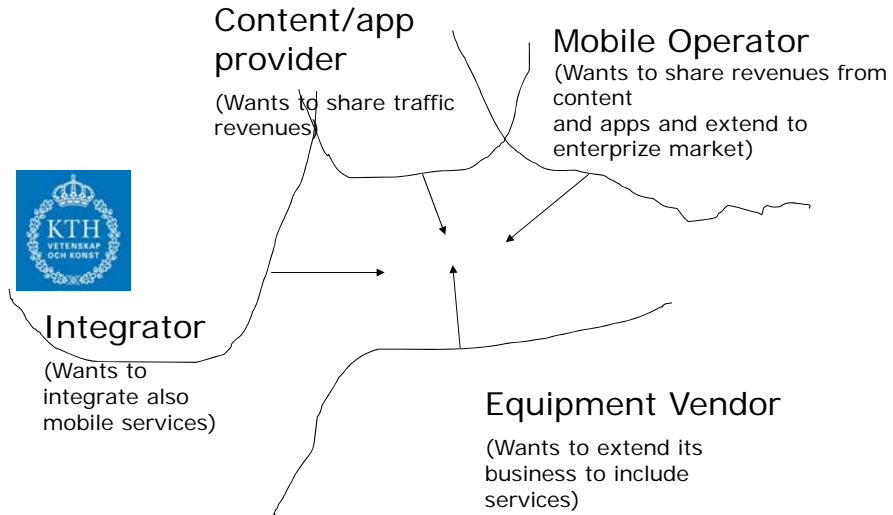 Content/app
provider
(Wants to share traffic
revenues)
Mobile Operator
(Wants to share revenues from
content
and apps and extend to
enterprize market)
KTH
VETENSKAP
OCH KONST
Integrator
(Wants to
integrate also
mobile services)
Equipment Vendor
(Wants to extend its
business to include
services)